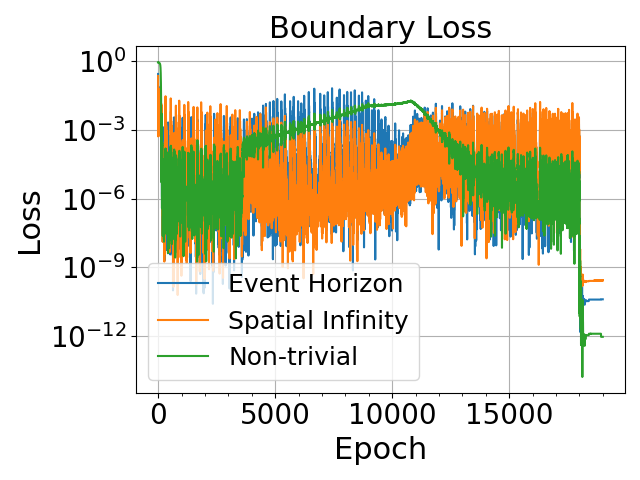 Boundary Loss
10^0
10^-3
10^-6
10^-9
10^-12
Loss
Event Horizon
Spatial Infinity
Non-trivial
0 5000 10000 15000
Epoch